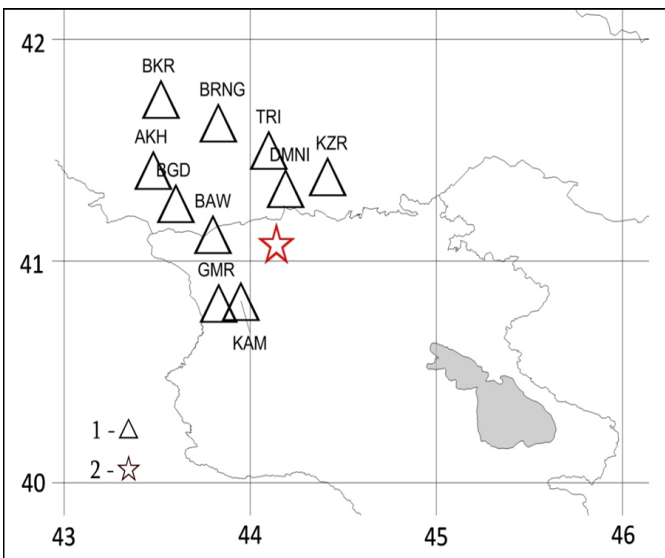 42
BKR
BRNG
TRI
AKH
DMNI
KZR
BGD
BAW
41
GMR
KAM
1 -
2 -
40
43
44
45
46